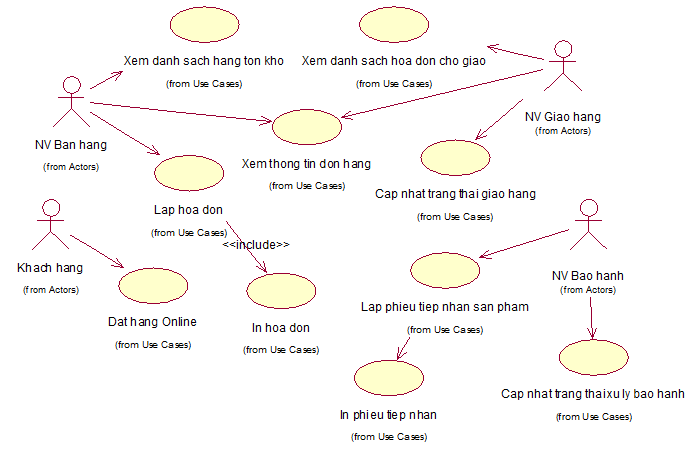 Xem danh sach hang ton kho
(from Use Cases)
Xem danh sach hoa don cho giao
(from Use Cases)
NV Ban hang
(from Actors)
NV Giao hang
(from Actors)
Xem thong tin don hang
(from Use Cases)
Cap nhat trang thai giao hang
(from Use Cases)
Lap hoa don
(from Use Cases)
<<include>>
Khach hang
(from Actors)
NV Bao hanh
(from Actors)
Dat hang Online
(from Use Cases)
In hoa don
(from Use Cases)
Lap phieu tiep nhan san pham
(from Use Cases)
Cap nhat trang thai xu ly bao hanh
(from Use Cases)
In phieu tiep nhan
(from Use Cases)